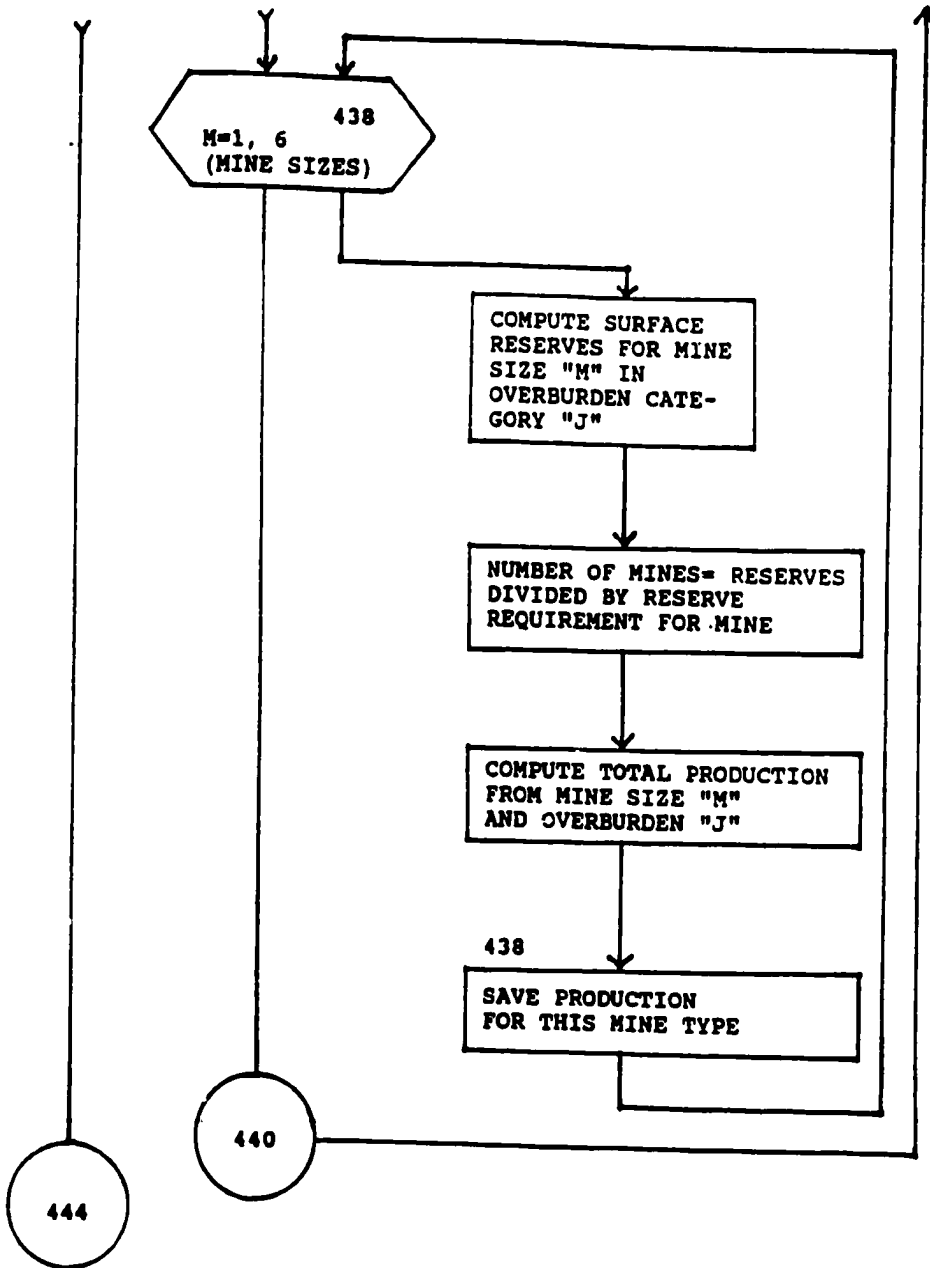 438
M=1, 6
(MINE SIZES)
COMPUTE SURFACE
RESERVES FOR MINE
SIZE "M" IN
OVERBURDEN CATE-
GORY "J"
NUMBER OF MINES= RESERVES
DIVIDED BY RESERVE
REQUIREMENT FOR MINE
COMPUTE TOTAL PRODUCTION
FROM MINE SIZE "M"
AND OVERBURDEN "J"
438
SAVE PRODUCTION
FOR THIS MINE TYPE
440
444